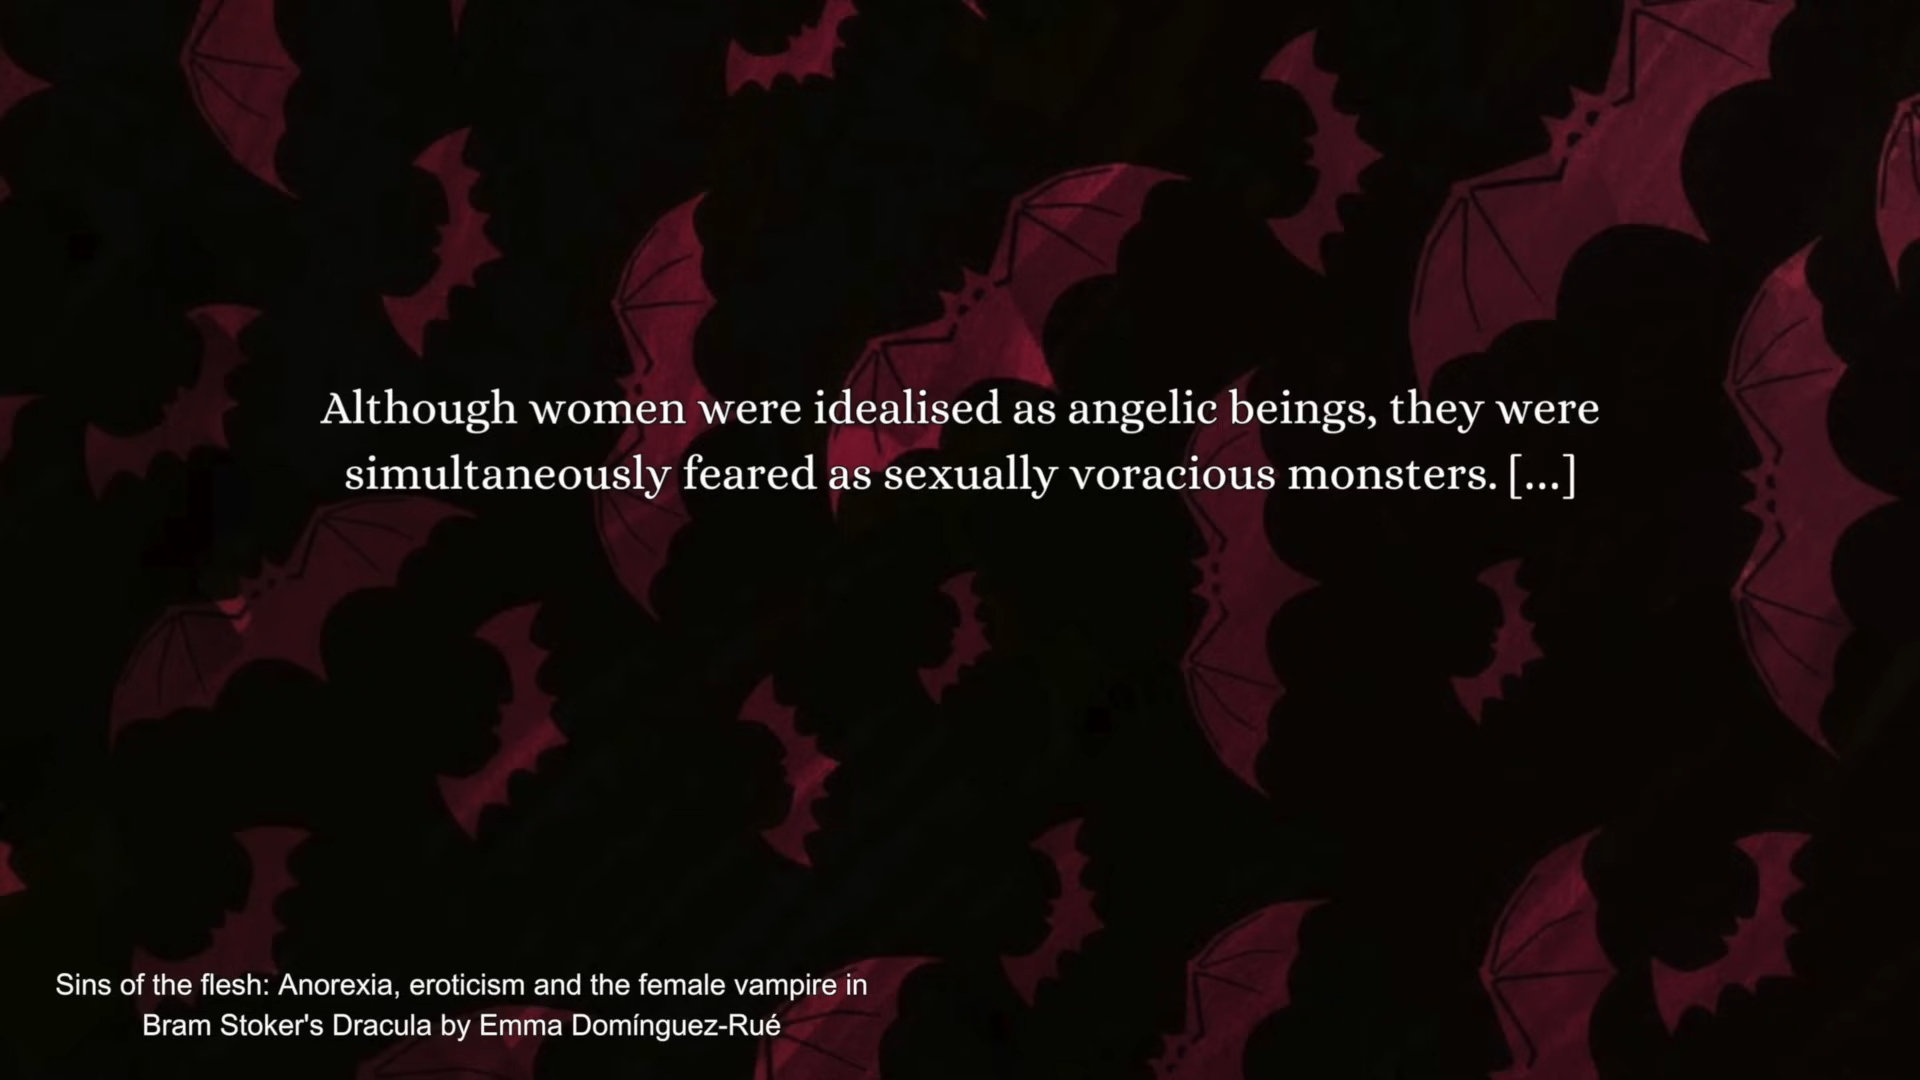 Although women were idealised as angelic beings, they were
simultaneously feared as sexually voracious monsters. [...]
Sins of the flesh: Anorexia, eroticism and the female vampire in
Bram Stoker's Dracula by Emma Domínguez-Rué